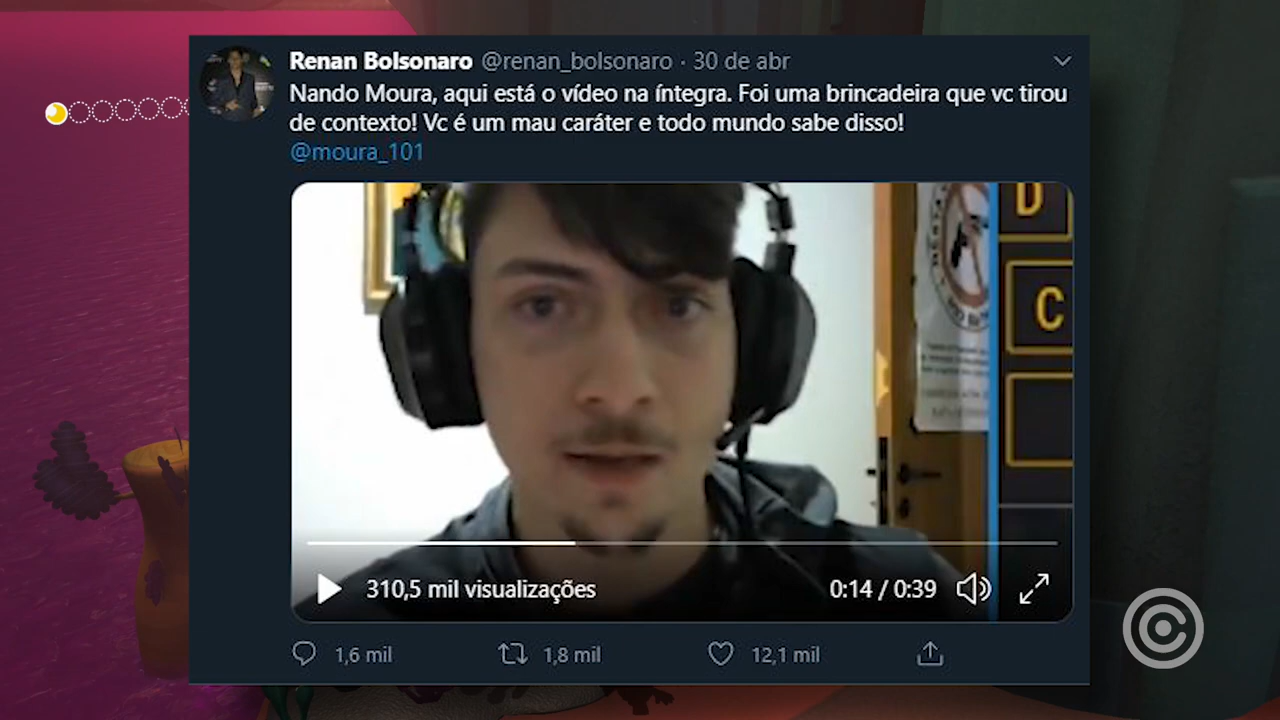 Renan Bolsonaro @renan_bolsonaro · 30 de abr
Nando Moura, aqui está o vídeo na íntegra. Foi uma brincadeira que vc tirou
de contexto! Vc é um mau caráter e todo mundo sabe disso!
@moura_101
D
C
310,5 mil visualizações
0:14 / 0:39
1,6 mil
1,8 mil
12,1 mil